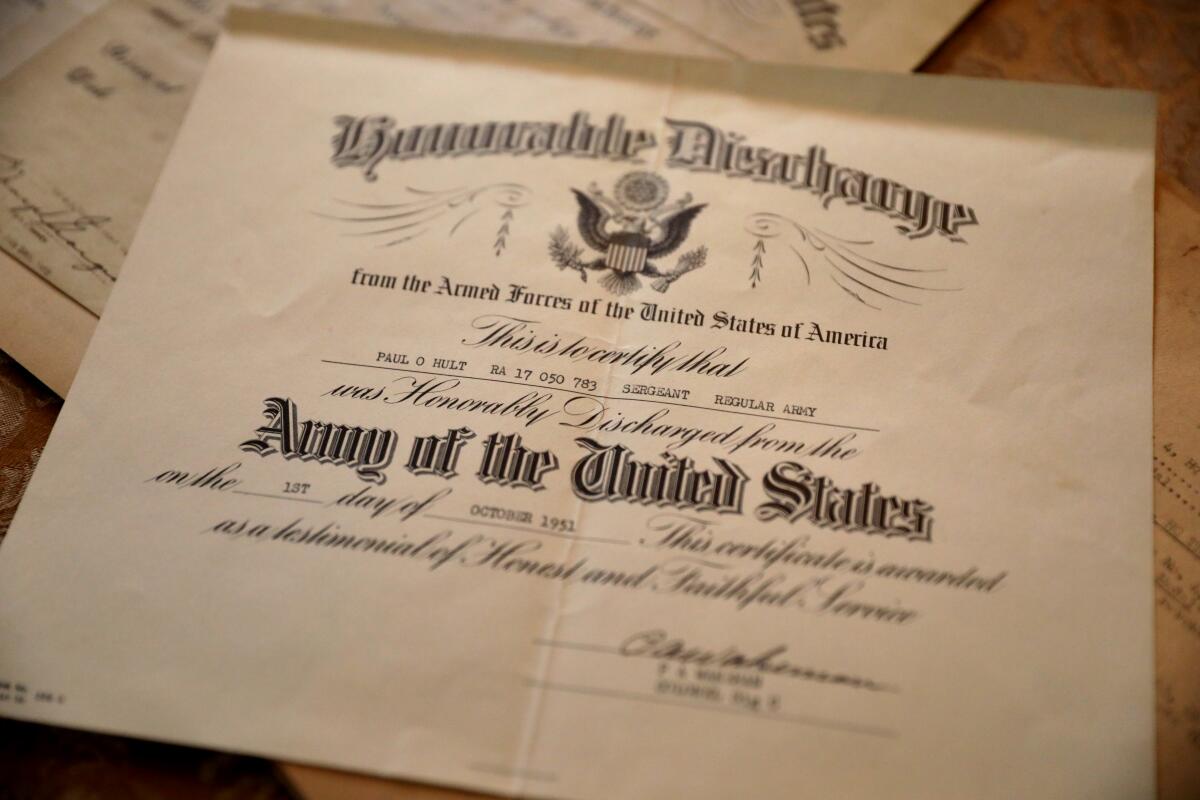 States
Honorable Discharge
from the Armed Forces of the United States of America
This is to certify that
PAUL O HULT RA 17 050 783 SERGEANT REGULAR ARMY
was Honorably Discharged from the
Army of the United States
on the 1ST day of OCTOBER 1951 This certificate is awarded
as a testimonial of Honest and Faithful Service